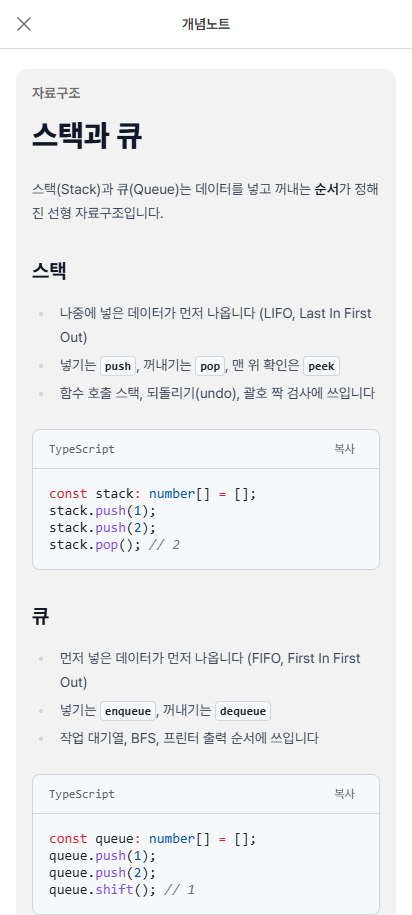 개념노트
자료구조
스택과 큐
스택(Stack)과 큐(Queue)는 데이터를 넣고 꺼내는 순서가 정해
진 선형 자료구조입니다.
스택
나중에 넣은 데이터가 먼저 나옵니다 (LIFO, Last In First
Out)
넣기는 push, 꺼내기는 pop, 맨 위 확인은 peek
함수 호출 스택, 되돌리기(undo), 괄호 짝 검사에 쓰입니다
TypeScript 복사
const stack: number[] = [];
stack.push(1);
stack.push(2);
stack.pop(); // 2
큐
먼저 넣은 데이터가 먼저 나옵니다 (FIFO, First In First
Out)
넣기는 enqueue, 꺼내기는 dequeue
작업 대기열, BFS, 프린터 출력 순서에 쓰입니다
TypeScript 복사
const queue: number[] = [];
queue.push(1);
queue.push(2);
queue.shift(); // 1